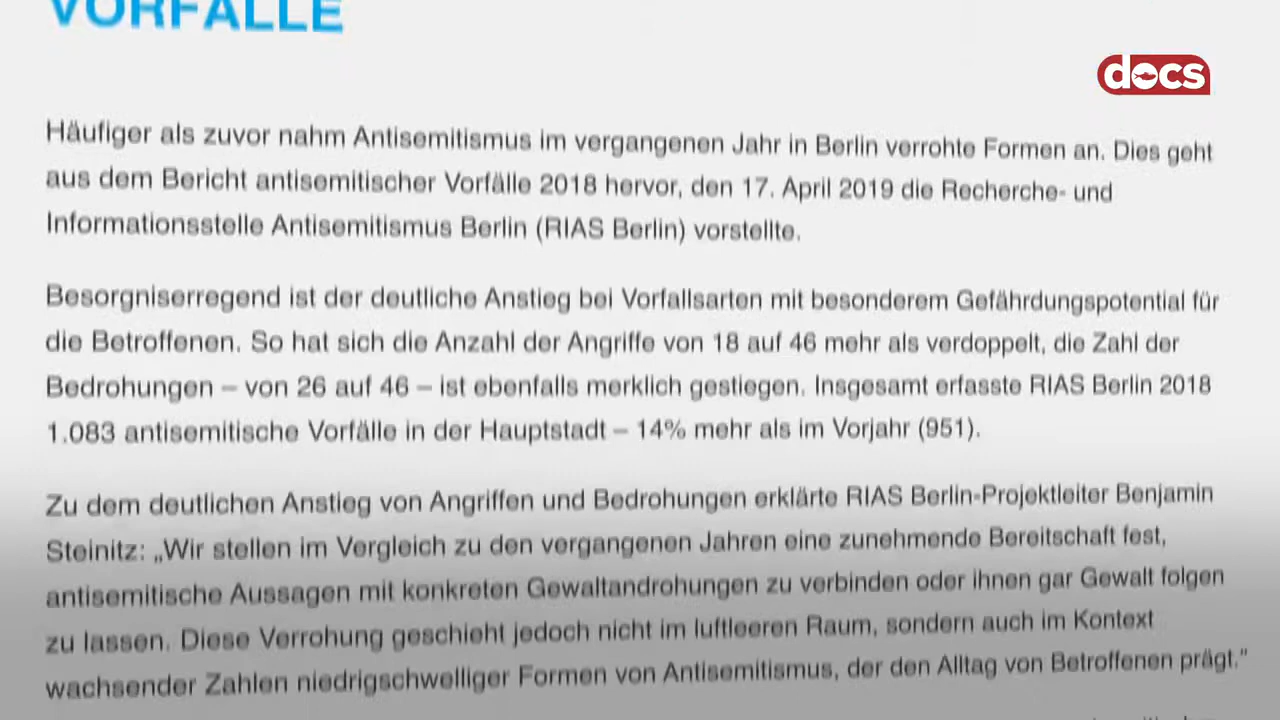 VORFÄLLE
docs
Häufiger als zuvor nahm Antisemitismus im vergangenen Jahr in Berlin verrohte Formen an. Dies geht
aus dem Bericht antisemitischer Vorfälle 2018 hervor, den 17. April 2019 die Recherche- und
Informationsstelle Antisemitismus Berlin (RIAS Berlin) vorstellte.
Besorgniserregend ist der deutliche Anstieg bei Vorfallsarten mit besonderem Gefährdungspotential für
die Betroffenen. So hat sich die Anzahl der Angriffe von 18 auf 46 mehr als verdoppelt, die Zahl der
Bedrohungen – von 26 auf 46 – ist ebenfalls merklich gestiegen. Insgesamt erfasste RIAS Berlin 2018
1.083 antisemitische Vorfälle in der Hauptstadt – 14% mehr als im Vorjahr (951).
Zu dem deutlichen Anstieg von Angriffen und Bedrohungen erklärte RIAS Berlin-Projektleiter Benjamin
Steinitz: „Wir stellen im Vergleich zu den vergangenen Jahren eine zunehmende Bereitschaft fest,
antisemitische Aussagen mit konkreten Gewaltandrohungen zu verbinden oder ihnen gar Gewalt folgen
zu lassen. Diese Verrohung geschieht jedoch nicht im luftleeren Raum, sondern auch im Kontext
wachsender Zahlen niedrigschwelliger Formen von Antisemitismus, der den Alltag von Betroffenen prägt."